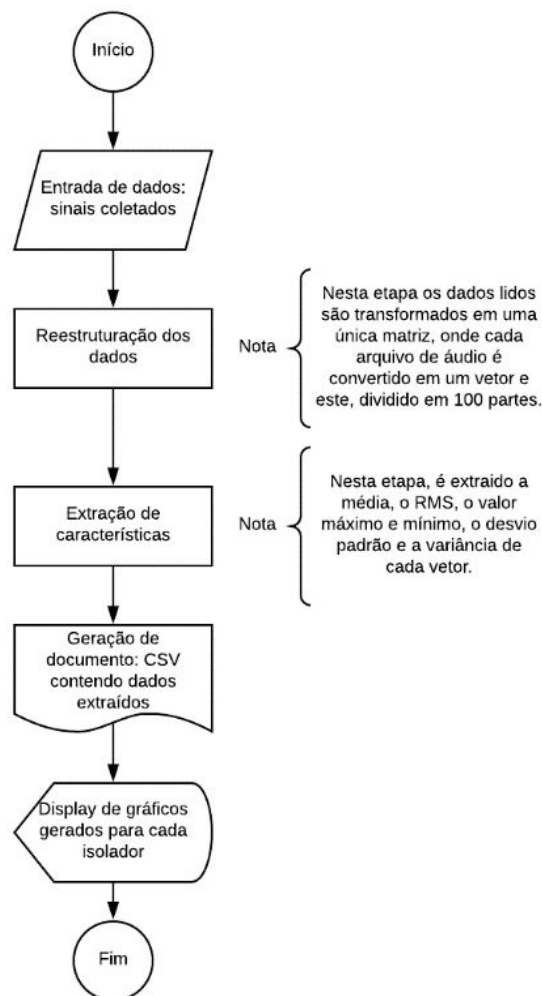 Início
Entrada de dados:
sinais coletados
Reestruturação dos
dados
Nota
Nesta etapa os dados lidos
são transformados em uma
única matriz, onde cada
arquivo de áudio é
convertido em um vetor e
este, dividido em 100 partes.
Extração de
características
Nota
Nesta etapa, é extraido a
média, o RMS, o valor
máximo e mínimo, o desvio
padrão e a variância de
cada vetor.
Geração de
documento: CSV
contendo dados
extraídos
Display de gráficos
gerados para cada
isolador
Fim